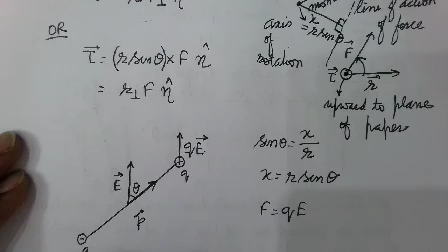 OR
τ⃗ = (r sinθ) × F n̂
= r⊥ F n̂
line of action
of force
x
= r sinθ
axis
of
rotation
θ
F⃗
τ⃗
r⃗
upward to plane
of paper
qE⃗
q
E⃗
θ
p⃗
sinθ = x/r
x = r sinθ
F = qE